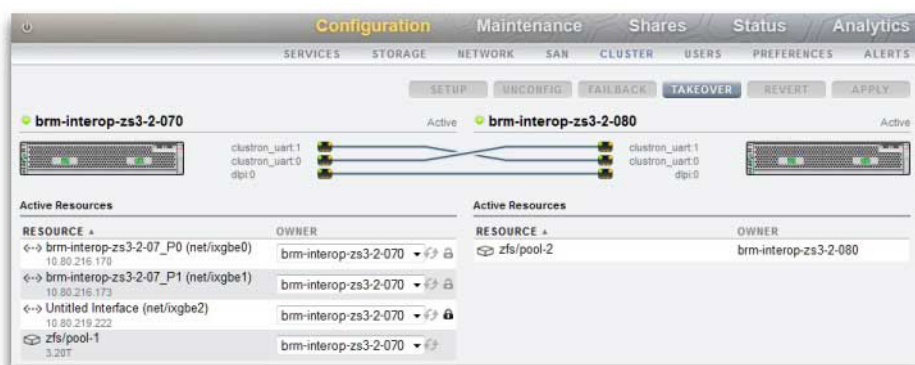 Configuration Maintenance Shares Status Analytics
SERVICES STORAGE NETWORK SAN CLUSTER USERS PREFERENCES ALERTS
SETUP UNCONFIG FAILBACK TAKEOVER REVERT APPLY
brm-interop-zs3-2-070 Active
clustron_uart:1
clustron_uart:0
dlpi:0
brm-interop-zs3-2-080 Active
clustron_uart:1
clustron_uart:0
dlpi:0
Active Resources
RESOURCE OWNER
brm-interop-zs3-2-07_P0 (net/ixgbe0) brm-interop-zs3-2-070
10.80.216.170
brm-interop-zs3-2-07_P1 (net/ixgbe1) brm-interop-zs3-2-070
10.80.216.173
Untitled Interface (net/ixgbe2) brm-interop-zs3-2-070
10.80.219.222
zfs/pool-1 brm-interop-zs3-2-070
3.20T
Active Resources
RESOURCE OWNER
zfs/pool-2 brm-interop-zs3-2-080